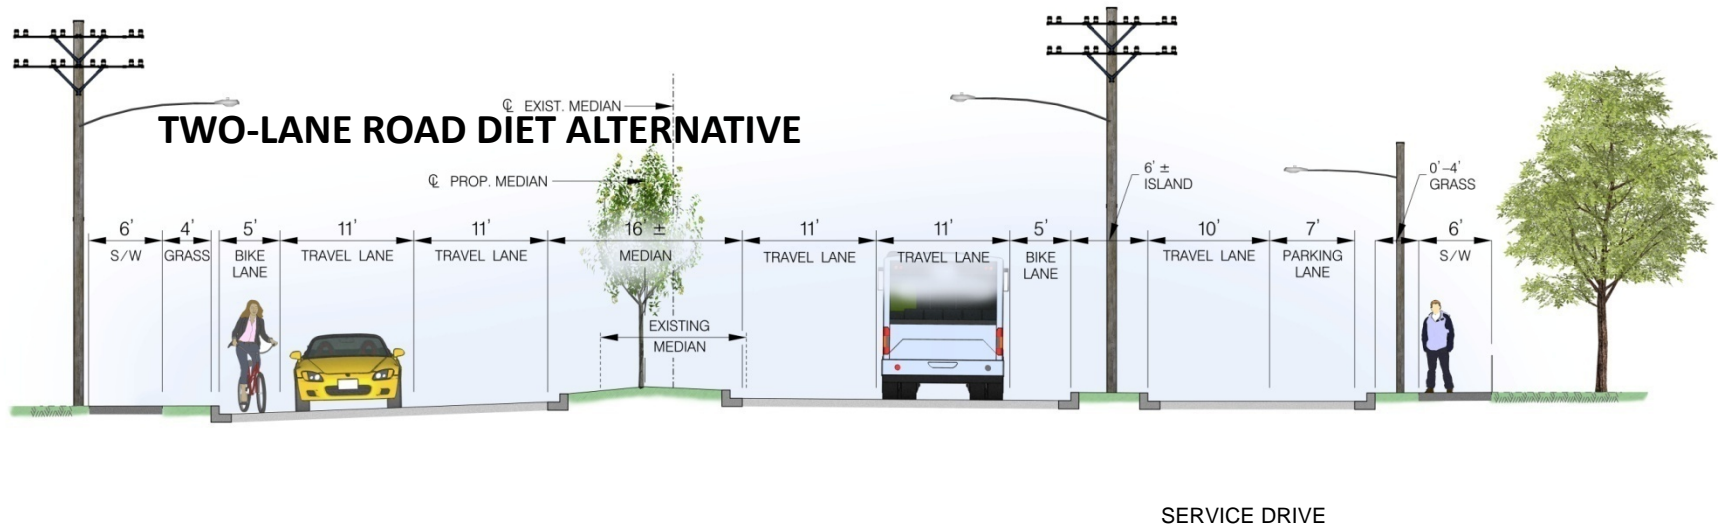 ℄ EXIST. MEDIAN
TWO-LANE ROAD DIET ALTERNATIVE
℄ PROP. MEDIAN
6' ±
ISLAND
0'-4'
GRASS
6'
S/W
4'
GRASS
5'
BIKE
LANE
11'
TRAVEL LANE
11'
TRAVEL LANE
16 ±
MEDIAN
11'
TRAVEL LANE
11'
TRAVEL LANE
5'
BIKE
LANE
10'
TRAVEL LANE
7'
PARKING
LANE
6'
S/W
EXISTING
MEDIAN
SERVICE DRIVE